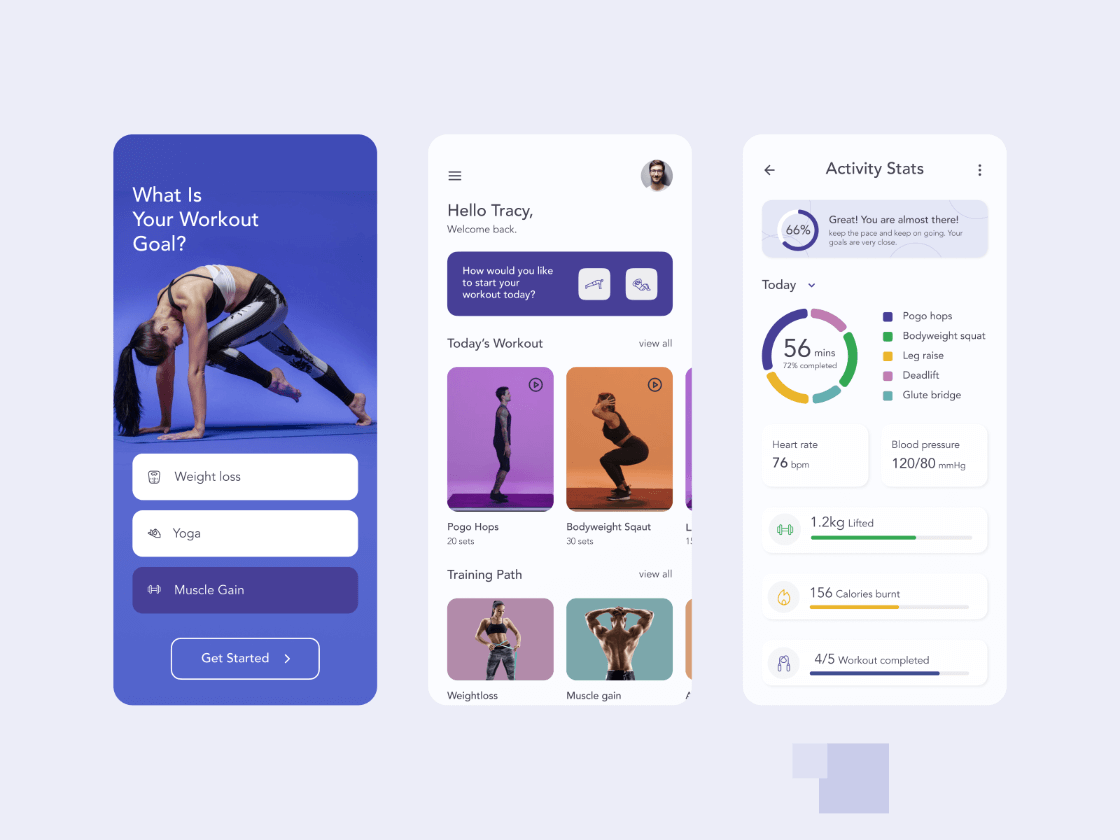 What Is
Your Workout
Goal?
Weight loss
Yoga
Muscle Gain
Get Started
Hello Tracy,
Welcome back.
How would you like
to start your
workout today?
Today's Workout
view all
Pogo Hops
20 sets
Bodyweight Sqaut
30 sets
L
15
Training Path
view all
Weightloss
Muscle gain
A
Activity Stats
66%
Great! You are almost there!
keep the pace and keep on going. Your
goals are very close.
Today
56 mins
72% completed
Pogo hops
Bodyweight squat
Leg raise
Deadlift
Glute bridge
Heart rate
76 bpm
Blood pressure
120/80 mmHg
1.2kg Lifted
156 Calories burnt
4/5 Workout completed